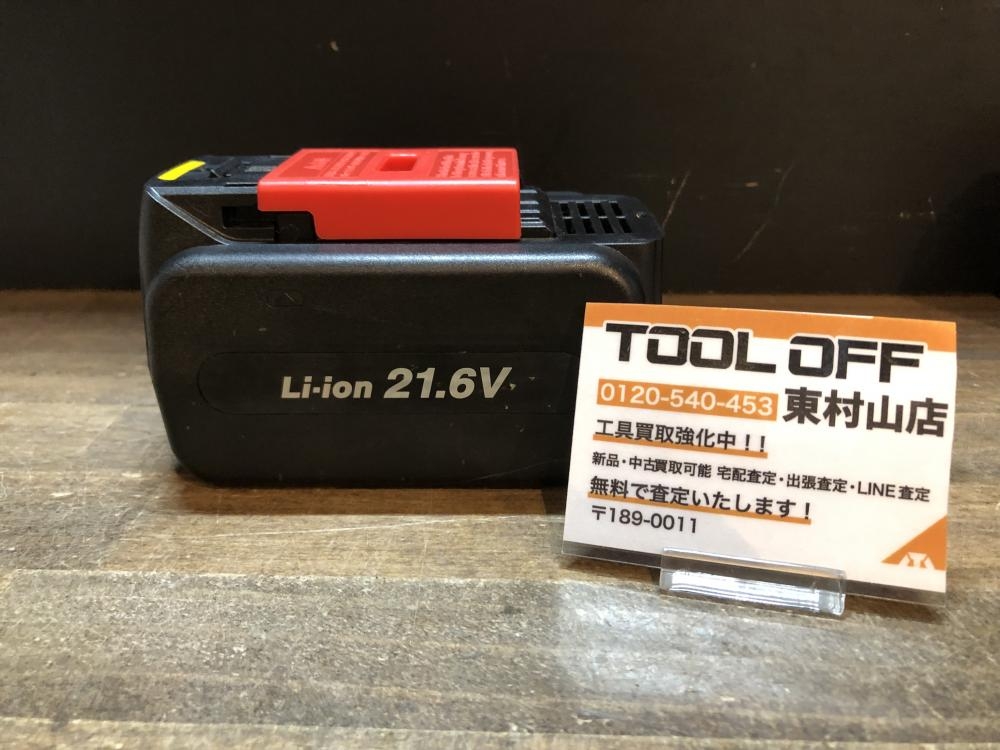 Li-ion 21.6V
TOOL OFF
0120-540-453 東村山店
工具買取強化中！！
新品・中古買取可能 宅配査定・出張査定・LINE査定
無料で査定いたします！
〒189-0011